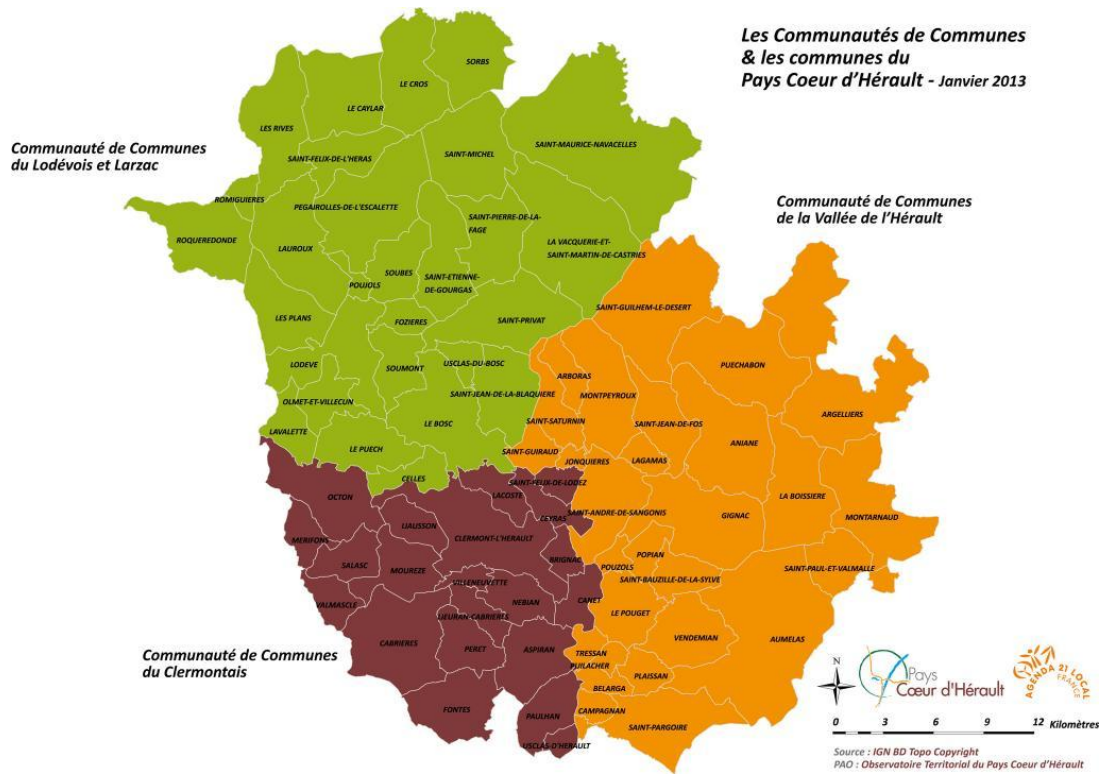 Les Communautés de Communes
& les communes du
Pays Coeur d'Hérault - Janvier 2013
Communauté de Communes
du Lodévois et Larzac
Communauté de Communes
de la Vallée de l'Hérault
Communauté de Communes
du Clermontais
SORBS
LE CROS
LE CAYLAR
LES RIVES
SAINT-FELIX-DE-L'HERAS
SAINT-MICHEL
SAINT-MAURICE-NAVACELLES
ROMIGUIERES
ROQUEREDONDE
PEGAIROLLES-DE-L'ESCALETTE
SAINT-PIERRE-DE-LA-
FAGE
LAUROUX
LA VACQUERIE-ET-
SAINT-MARTIN-DE-CASTRIES
SOUBES
SAINT-ETIENNE-
DE-GOURGAS
POUJOLS
LES PLANS
FOZIERES
SAINT-PRIVAT
LODEVE
SOUMONT
USCLAS-DU-BOSC
OLMET-ET-VILLECUN
SAINT-JEAN-DE-LA-BLAQUIERE
LAVALETTE
LE BOSC
LE PUECH
CELLES
SAINT-GUILHEM-LE-DESERT
PUECHABON
ARBORAS
MONTPEYROUX
ARGELLIERS
SAINT-SATURNIN
SAINT-JEAN-DE-FOS
ANIANE
SAINT-GUIRAUD
JONQUIERES
LAGAMAS
LA BOISSIERE
SAINT-ANDRE-DE-SANGONIS
GIGNAC
MONTARNAUD
POPIAN
POUZOLS
SAINT-PAUL-ET-VALMALLE
SAINT-BAUZILLE-DE-LA-SYLVE
LE POUGET
VENDEMIAN
AUMELAS
TRESSAN
PUILACHER
PLAISSAN
BELARGA
CAMPAGNAN
SAINT-PARGOIRE
SAINT-FELIX-DE-LODEZ
OCTON
LACOSTE
CEYRAS
LIAUSSON
CLERMONT-L'HERAULT
MERIFONS
SALASC
MOUREZE
BRIGNAC
VILLENEUVETTE
VALMASCLE
NEBIAN
CANET
LIEURAN-CABRIERES
CABRIERES
PERET
ASPIRAN
FONTES
PAULHAN
USCLAS-D'HERAULT
N
Pays
Cœur d'Hérault
AGENDA 21 LOCAL
FRANCE
0 3 6 9 12 Kilomètres
Source : IGN BD Topo Copyright
PAO : Observatoire Territorial du Pays Coeur d'Hérault